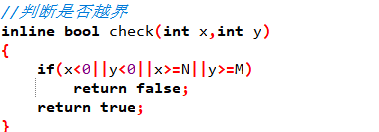 //判断是否越界
inline bool check(int x,int y)
{
    if(x<0||y<0||x>=N||y>=M)
        return false;
    return true;
}